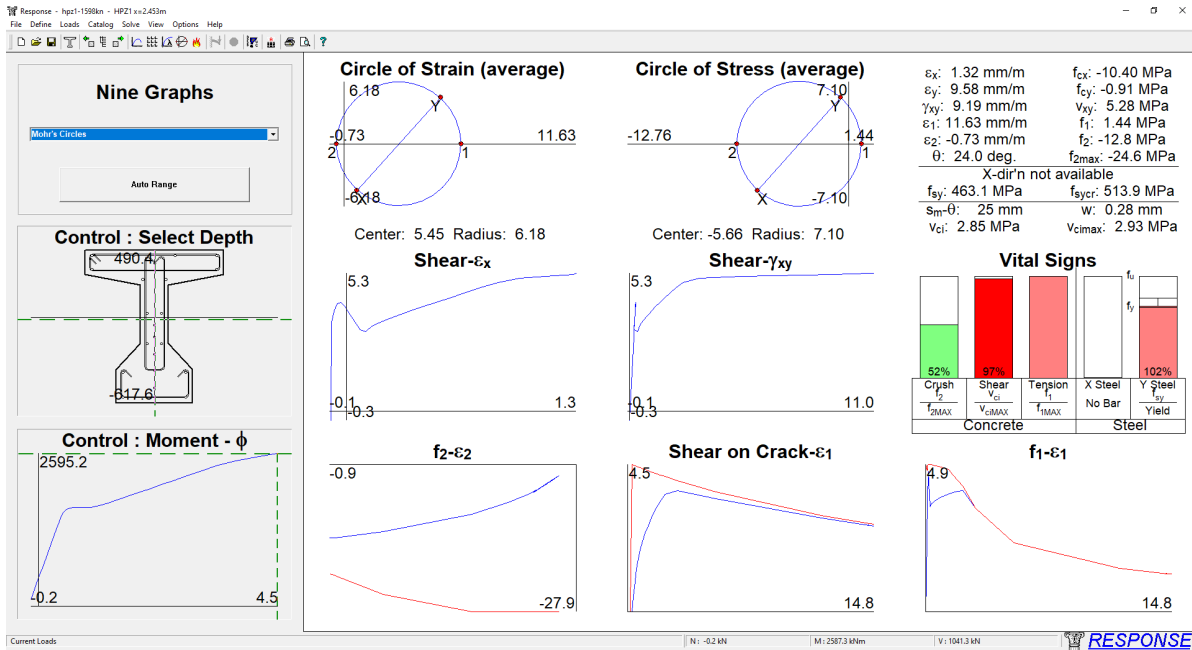 Response - hpz1-1598kn - HPZ1 x=2.453m
File Define Loads Catalog Solve View Options Help
Nine Graphs
Mohr's Circles
Auto Range
Control : Select Depth
490.4
-617.6
Control : Moment - ϕ
2595.2
-0.2
4.5
Circle of Strain (average)
6.18
Y
-0.73
11.63
2
1
-6.18
X
Center: 5.45 Radius: 6.18
Circle of Stress (average)
7.10
Y
-12.76
1.44
2
1
X
-7.10
Center: -5.66 Radius: 7.10
εx: 1.32 mm/m fcx: -10.40 MPa
εy: 9.58 mm/m fcy: -0.91 MPa
γxy: 9.19 mm/m vxy: 5.28 MPa
ε1: 11.63 mm/m f1: 1.44 MPa
ε2: -0.73 mm/m f2: -12.8 MPa
θ: 24.0 deg. f2max: -24.6 MPa
X-dir'n not available
fsy: 463.1 MPa fsycr: 513.9 MPa
sm-θ: 25 mm w: 0.28 mm
vci: 2.85 MPa vcimax: 2.93 MPa
Shear-εx
5.3
-0.1
-0.3
1.3
Shear-γxy
5.3
-0.1
-0.3
11.0
Vital Signs
fu
fy
52% 97% 102%
Crush Shear Tension X Steel Y Steel
f2 vci f1 No Bar fsy
f2MAX vciMAX f1MAX Yield
Concrete Steel
f2-ε2
-0.9
-27.9
Shear on Crack-ε1
4.5
14.8
f1-ε1
4.9
14.8
Current Loads
N : -0.2 kN
M : 2587.3 kNm
V : 1041.3 kN
RESPONSE